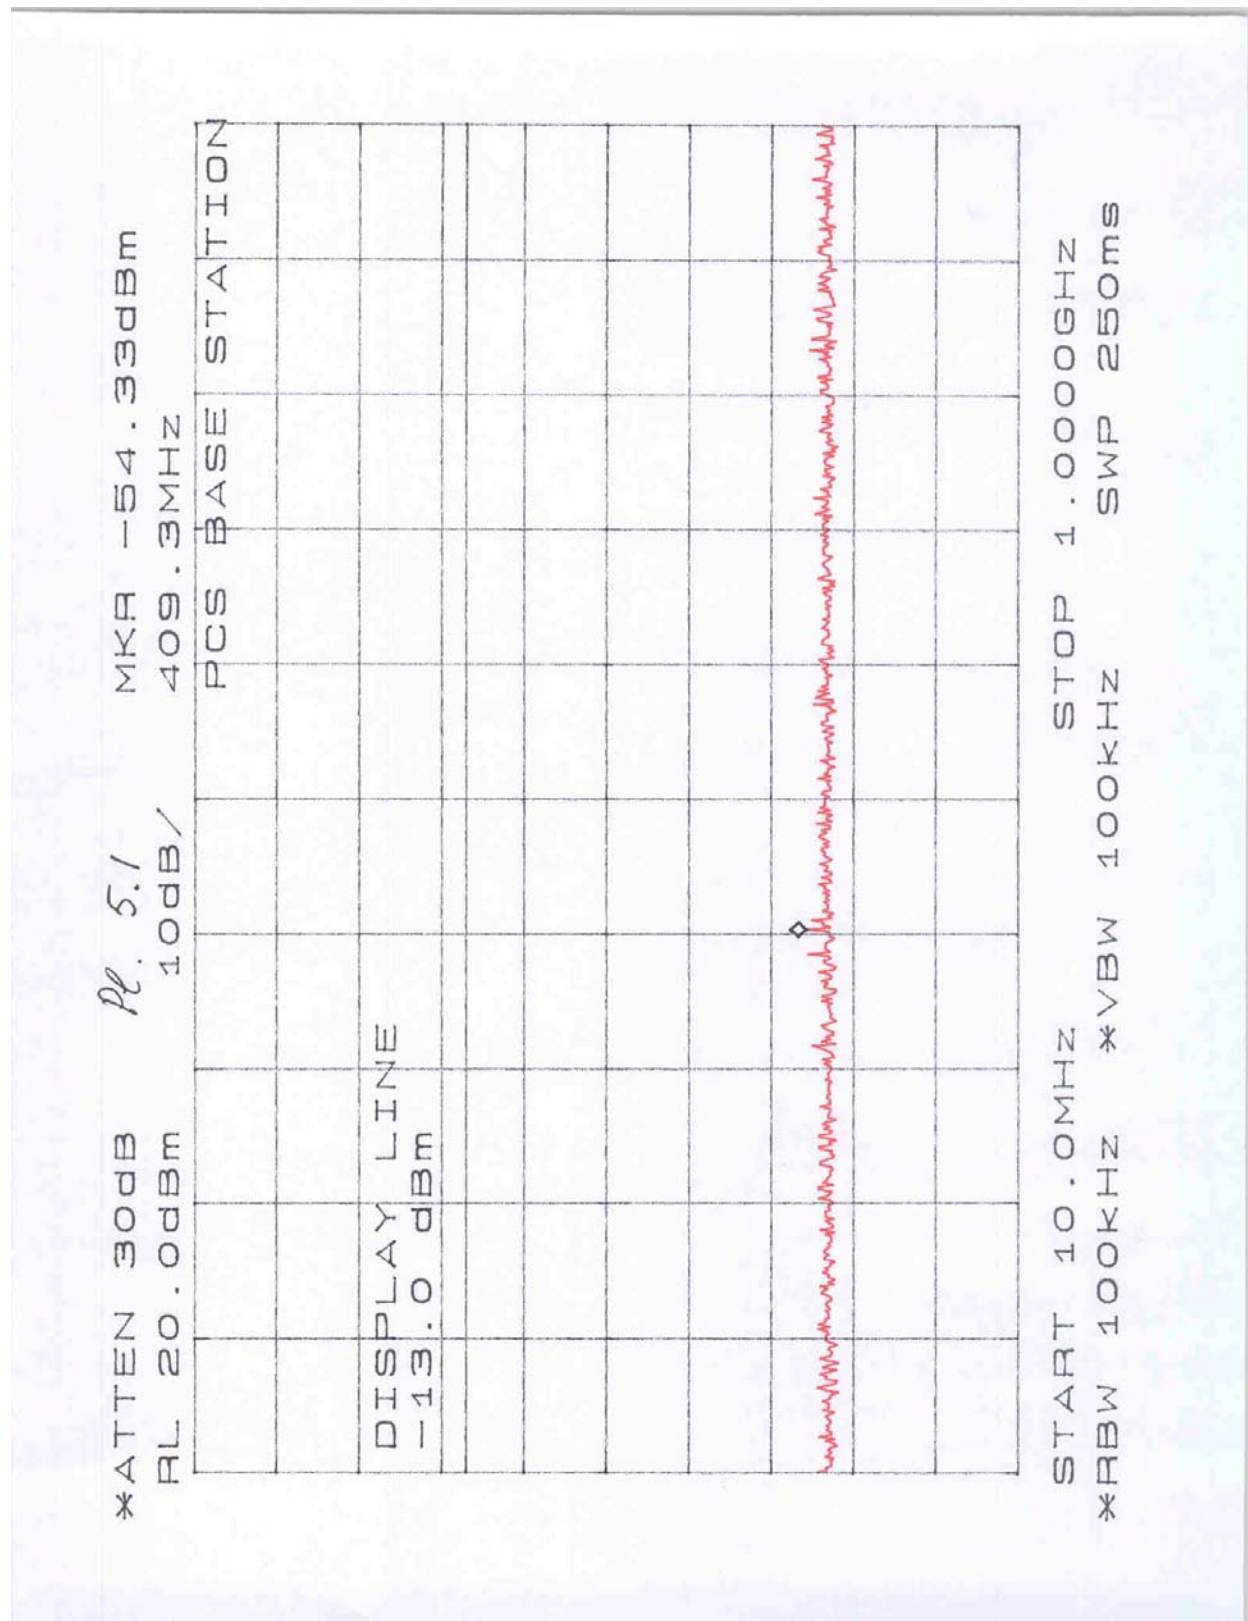 *ATTEN 30dB Pl. 5.1 MKR -54.33dBm
RL 20.0dBm 10dB/ 409.3MHz
PCS BASE STATION
DISPLAY LINE
-13.0 dBm
START 10.0MHz STOP 1.0000GHz
*RBW 100kHz *VBW 100kHz SWP 250ms